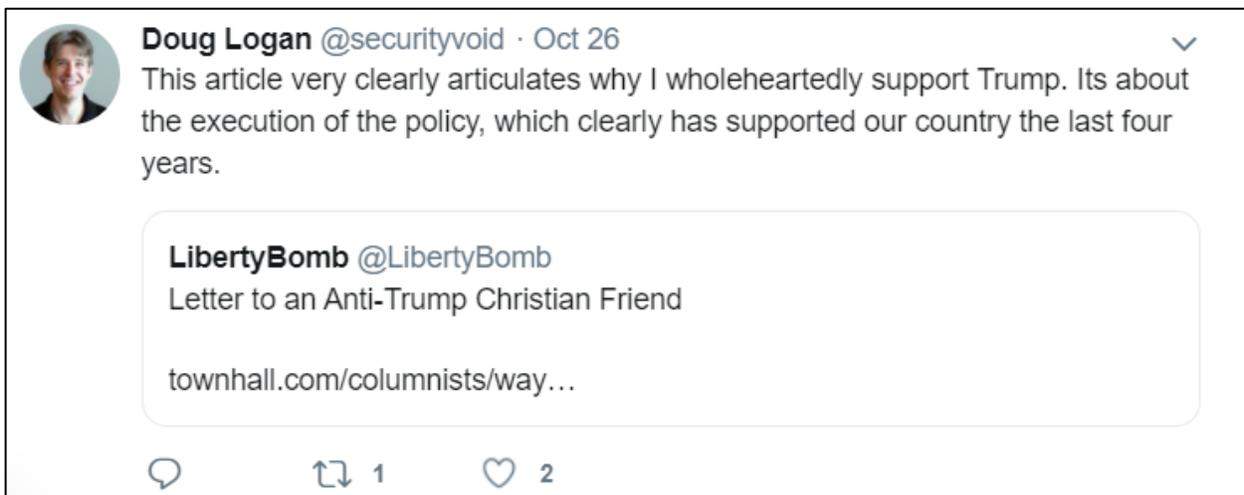 Doug Logan @securityvoid · Oct 26
This article very clearly articulates why I wholeheartedly support Trump. Its about
the execution of the policy, which clearly has supported our country the last four
years.
LibertyBomb @LibertyBomb
Letter to an Anti-Trump Christian Friend
townhall.com/columnists/way…
1 2